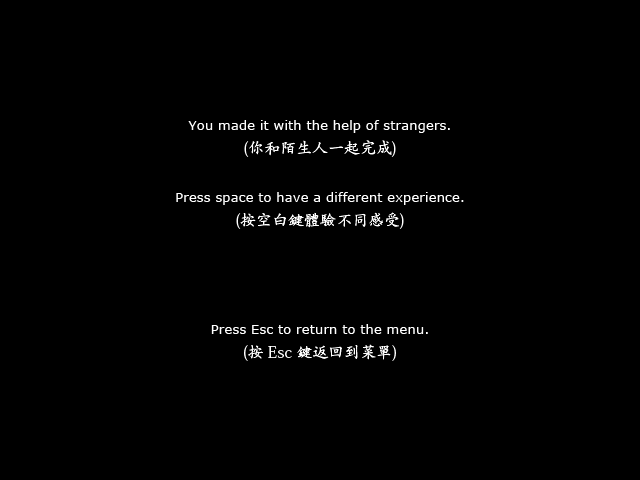 You made it with the help of strangers.
(你和陌生人一起完成)
Press space to have a different experience.
(按空白鍵體驗不同感受)
Press Esc to return to the menu.
(按 Esc 鍵返回到菜單)